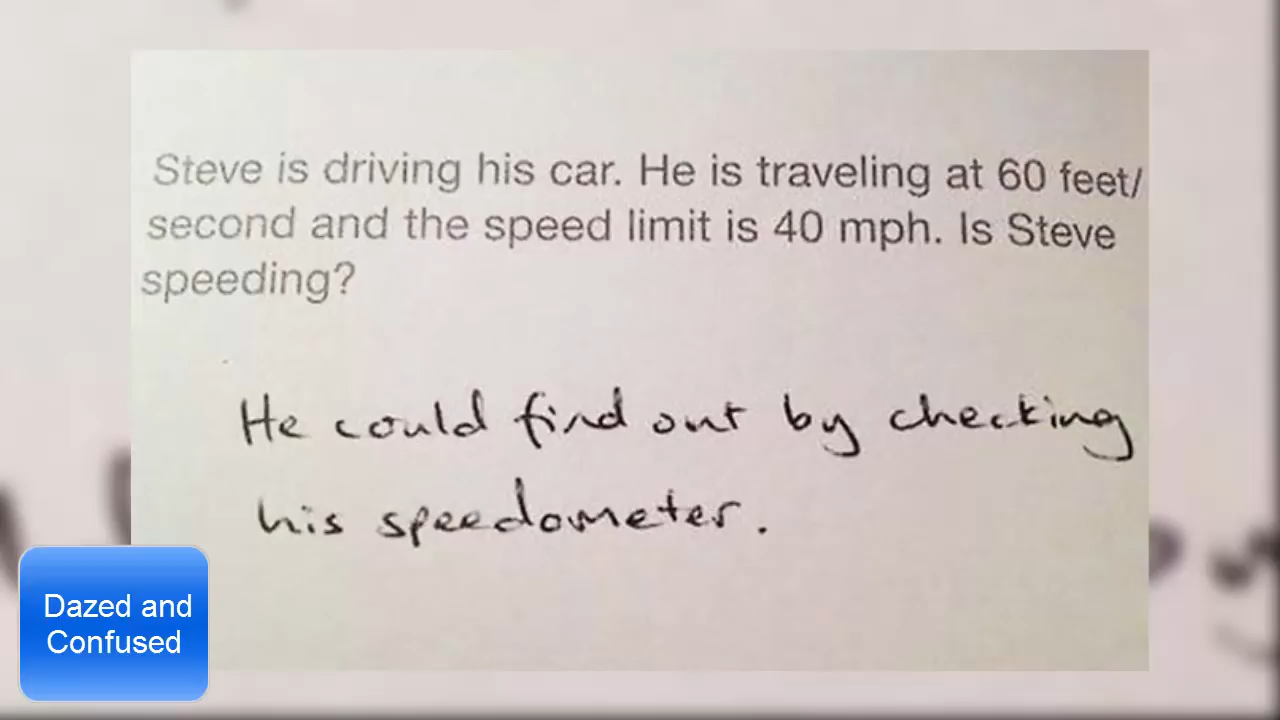 Steve is driving his car. He is traveling at 60 feet/
second and the speed limit is 40 mph. Is Steve
speeding?
He could find out by checking
his speedometer.
Dazed and
Confused